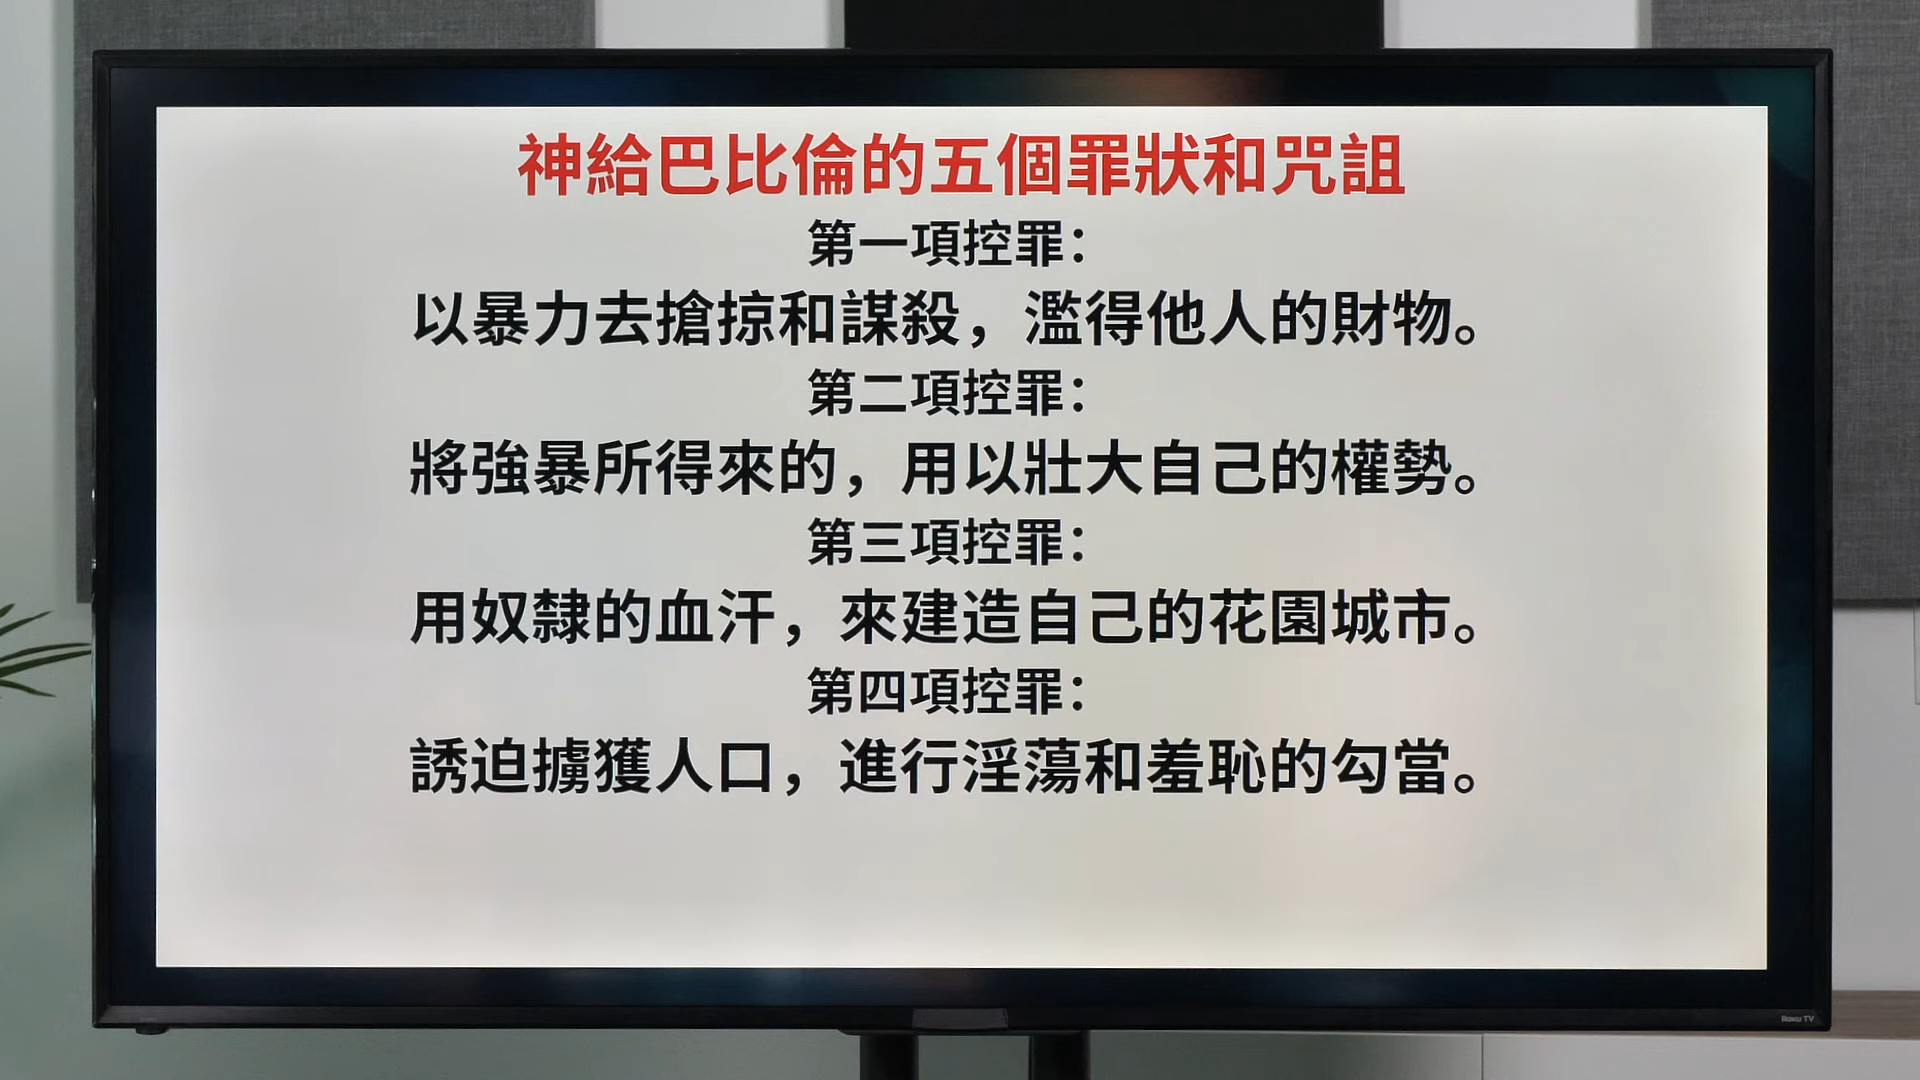 神給巴比倫的五個罪狀和咒詛
第一項控罪：
以暴力去搶掠和謀殺，濫得他人的財物。
第二項控罪：
將強暴所得來的，用以壯大自己的權勢。
第三項控罪：
用奴隸的血汗，來建造自己的花園城市。
第四項控罪：
誘迫擄獲人口，進行淫蕩和羞恥的勾當。
Roku TV